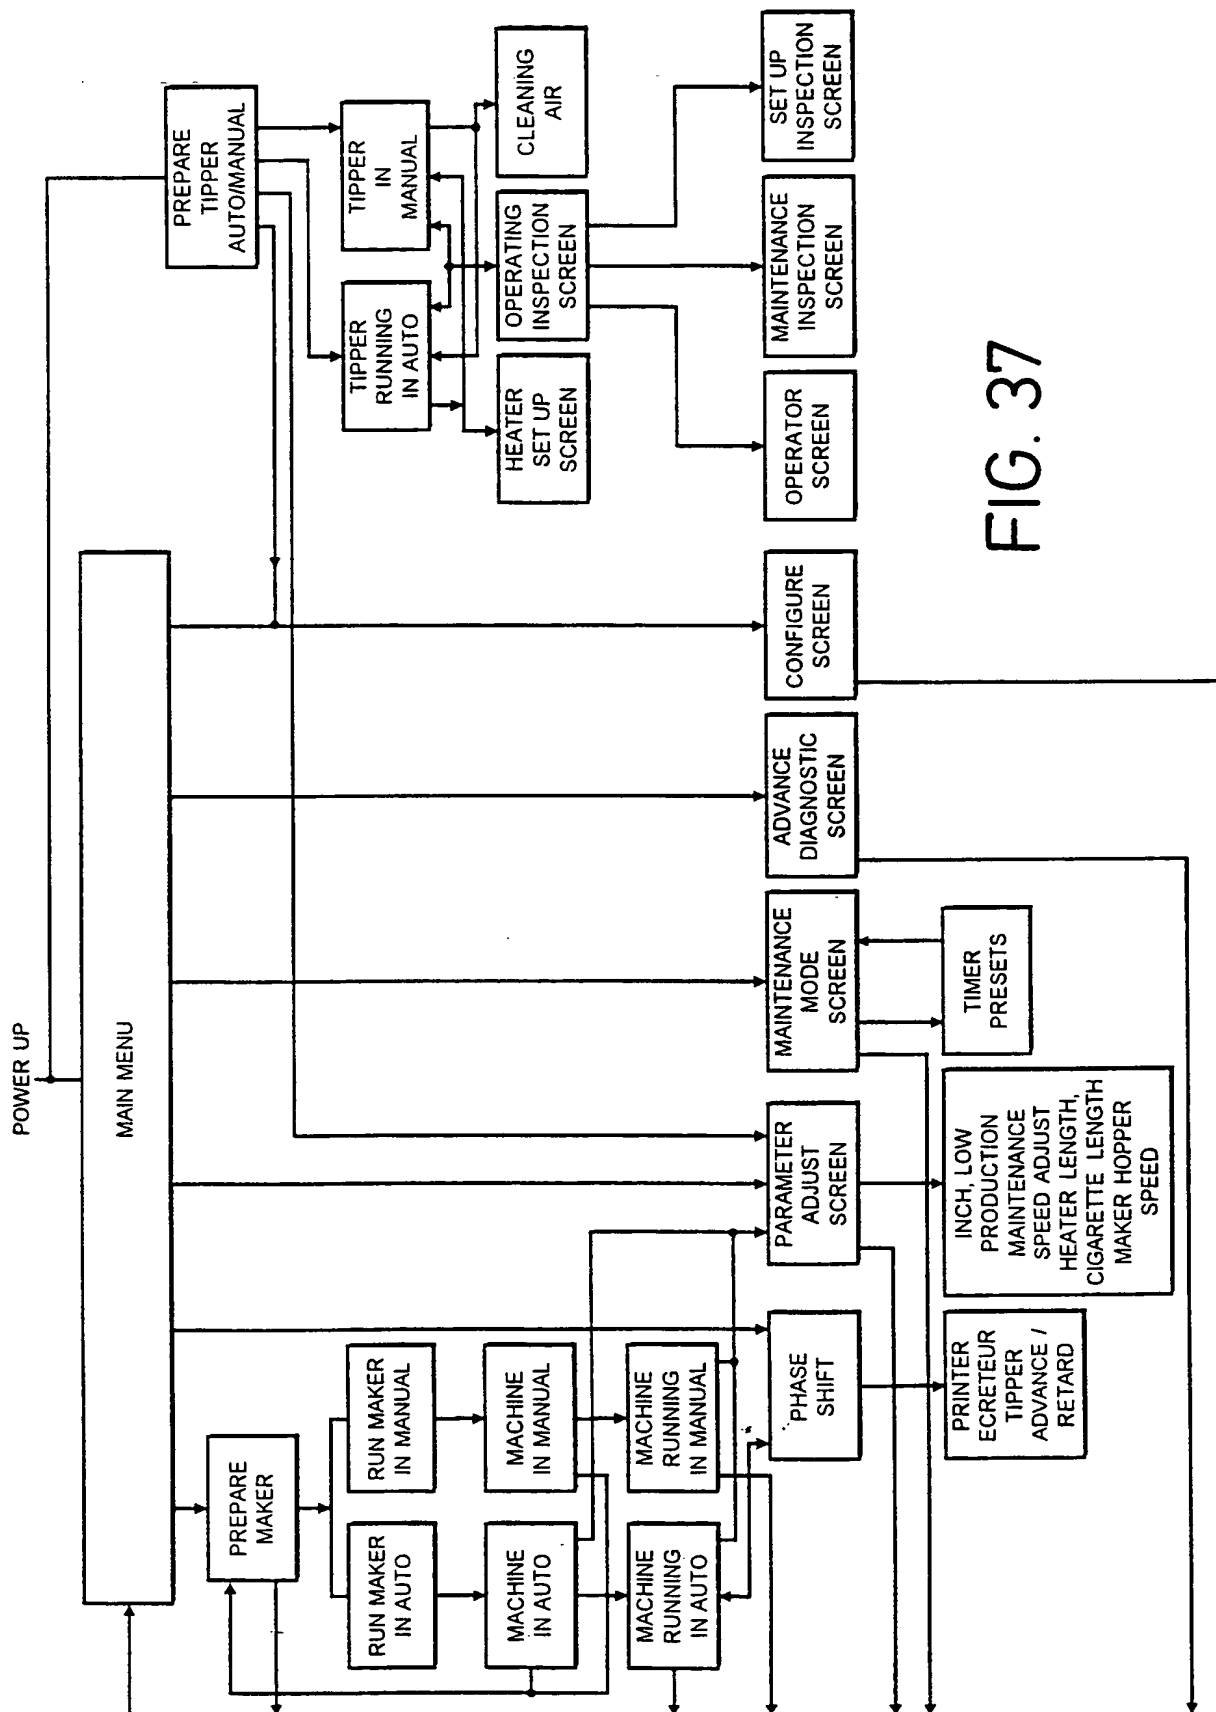 POWER UP
MAIN MENU
PREPARE
TIPPER
AUTO/MANUAL
PREPARE
MAKER
RUN MAKER
IN AUTO
RUN MAKER
IN MANUAL
TIPPER
RUNNING
IN AUTO
TIPPER
IN
MANUAL
MACHINE
IN AUTO
MACHINE
IN MANUAL
HEATER
SET UP
SCREEN
OPERATING
INSPECTION
SCREEN
CLEANING
AIR
MACHINE
RUNNING
IN AUTO
MACHINE
RUNNING
IN MANUAL
PHASE
SHIFT
PARAMETER
ADJUST
SCREEN
MAINTENANCE
MODE
SCREEN
ADVANCE
DIAGNOSTIC
SCREEN
CONFIGURE
SCREEN
OPERATOR
SCREEN
MAINTENANCE
INSPECTION
SCREEN
SET UP
INSPECTION
SCREEN
PRINTER
ECRETEUR
TIPPER
ADVANCE /
RETARD
INCH, LOW
PRODUCTION
MAINTENANCE
SPEED ADJUST
HEATER LENGTH,
CIGARETTE LENGTH
MAKER HOPPER
SPEED
TIMER
PRESETS
FIG. 37